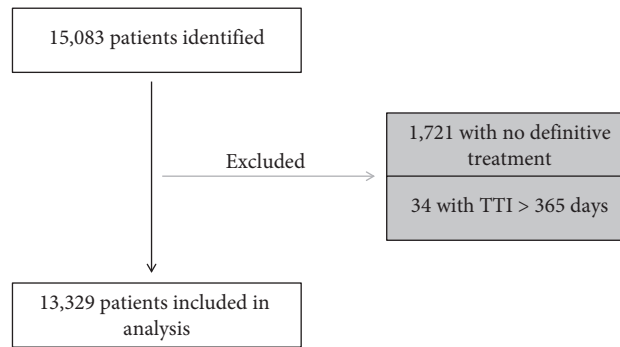 15,083 patients identified
Excluded
1,721 with no definitive
treatment
34 with TTI > 365 days
13,329 patients included in
analysis